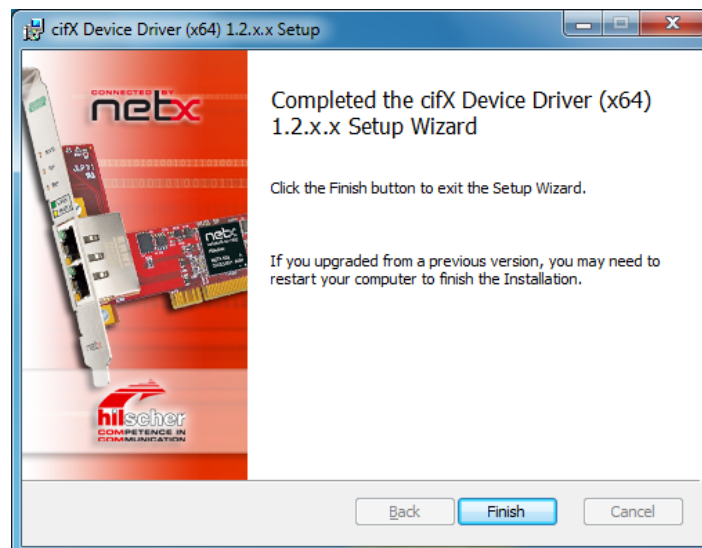 cifX Device Driver (x64) 1.2.x.x Setup
CONNECTED BY
netx
Completed the cifX Device Driver (x64)
1.2.x.x Setup Wizard
Click the Finish button to exit the Setup Wizard.
If you upgraded from a previous version, you may need to
restart your computer to finish the Installation.
netx
hilscher
COMPETENCE IN
COMMUNICATION
Back
Finish
Cancel